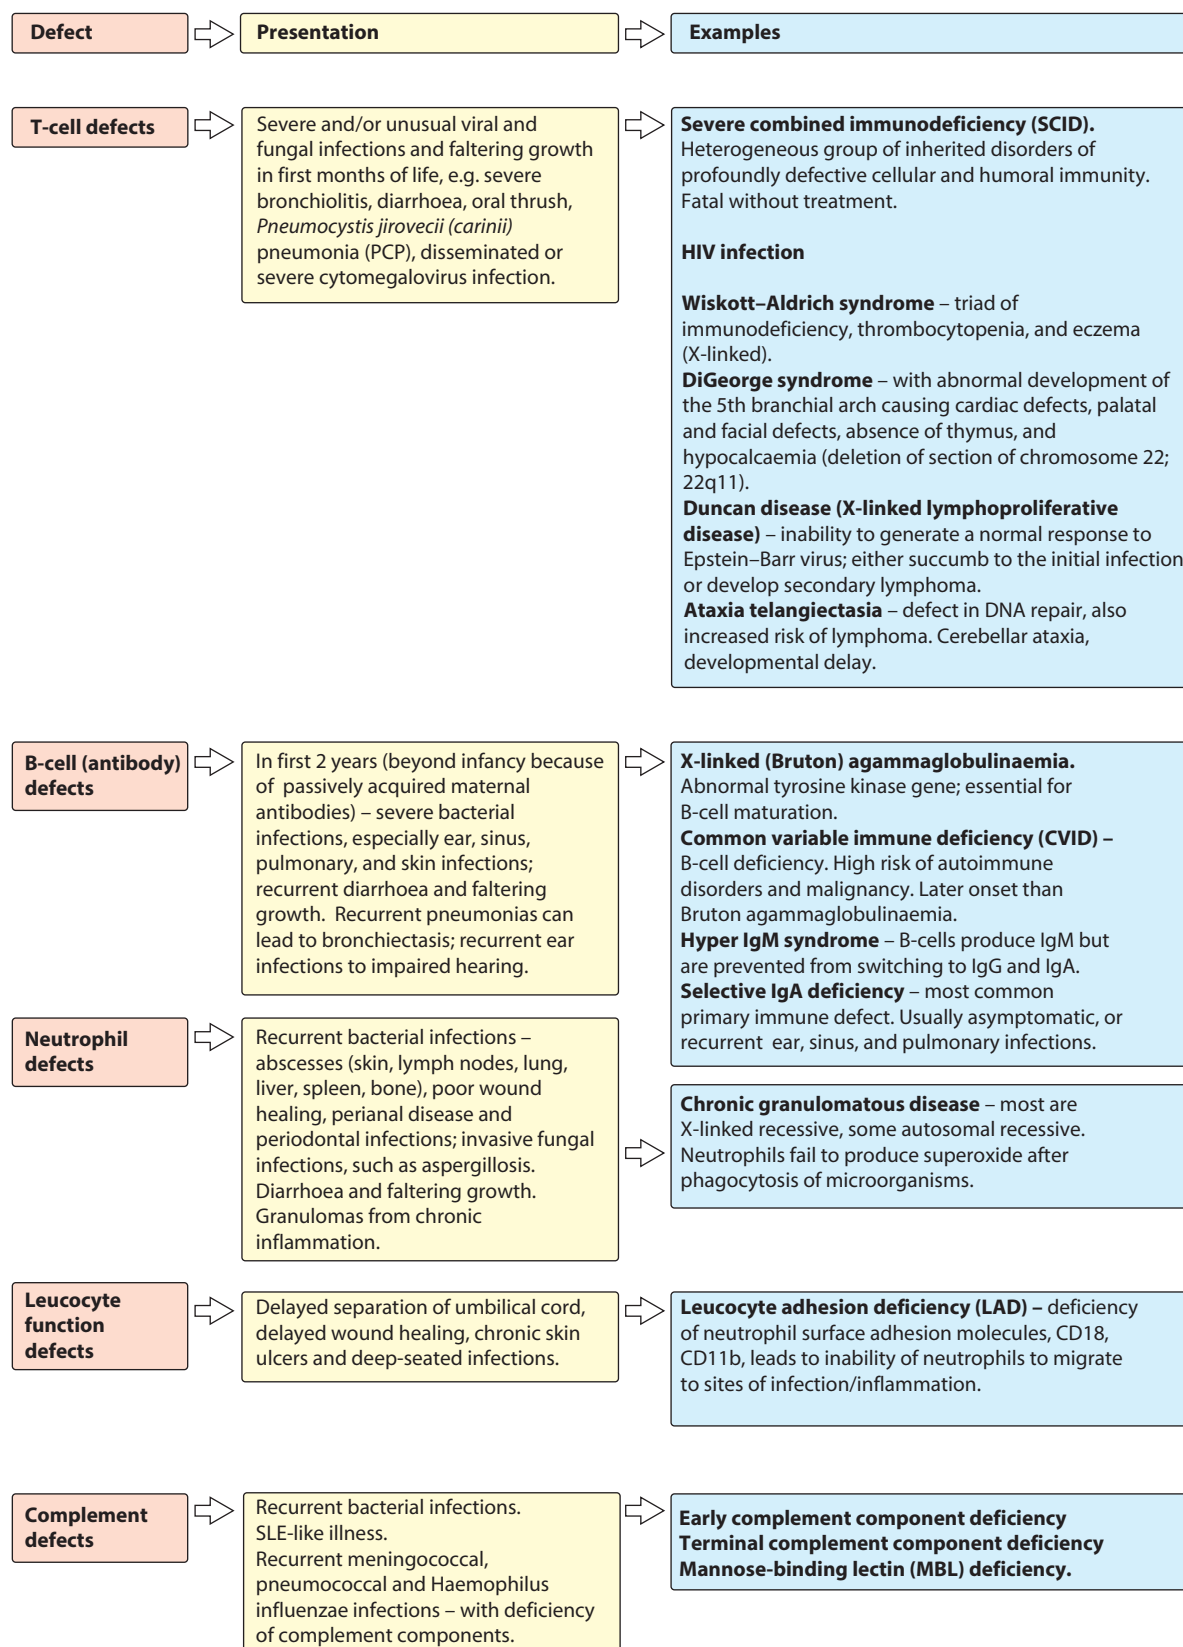 Defect
Presentation
Examples
T-cell defects
Severe and/or unusual viral and
fungal infections and faltering growth
in first months of life, e.g. severe
bronchiolitis, diarrhoea, oral thrush,
Pneumocystis jirovecii (carinii)
pneumonia (PCP), disseminated or
severe cytomegalovirus infection.
Severe combined immunodeficiency (SCID).
Heterogeneous group of inherited disorders of
profoundly defective cellular and humoral immunity.
Fatal without treatment.
HIV infection
Wiskott–Aldrich syndrome – triad of
immunodeficiency, thrombocytopenia, and eczema
(X-linked).
DiGeorge syndrome – with abnormal development of
the 5th branchial arch causing cardiac defects, palatal
and facial defects, absence of thymus, and
hypocalcaemia (deletion of section of chromosome 22;
22q11).
Duncan disease (X-linked lymphoproliferative
disease) – inability to generate a normal response to
Epstein–Barr virus; either succumb to the initial infection
or develop secondary lymphoma.
Ataxia telangiectasia – defect in DNA repair, also
increased risk of lymphoma. Cerebellar ataxia,
developmental delay.
B-cell (antibody)
defects
In first 2 years (beyond infancy because
of passively acquired maternal
antibodies) – severe bacterial
infections, especially ear, sinus,
pulmonary, and skin infections;
recurrent diarrhoea and faltering
growth. Recurrent pneumonias can
lead to bronchiectasis; recurrent ear
infections to impaired hearing.
X-linked (Bruton) agammaglobulinaemia.
Abnormal tyrosine kinase gene; essential for
B-cell maturation.
Common variable immune deficiency (CVID) –
B-cell deficiency. High risk of autoimmune
disorders and malignancy. Later onset than
Bruton agammaglobulinaemia.
Hyper IgM syndrome – B-cells produce IgM but
are prevented from switching to IgG and IgA.
Selective IgA deficiency – most common
primary immune defect. Usually asymptomatic, or
recurrent ear, sinus, and pulmonary infections.
Neutrophil
defects
Recurrent bacterial infections –
abscesses (skin, lymph nodes, lung,
liver, spleen, bone), poor wound
healing, perianal disease and
periodontal infections; invasive fungal
infections, such as aspergillosis.
Diarrhoea and faltering growth.
Granulomas from chronic
inflammation.
Chronic granulomatous disease – most are
X-linked recessive, some autosomal recessive.
Neutrophils fail to produce superoxide after
phagocytosis of microorganisms.
Leucocyte
function
defects
Delayed separation of umbilical cord,
delayed wound healing, chronic skin
ulcers and deep-seated infections.
Leucocyte adhesion deficiency (LAD) – deficiency
of neutrophil surface adhesion molecules, CD18,
CD11b, leads to inability of neutrophils to migrate
to sites of infection/inflammation.
Complement
defects
Recurrent bacterial infections.
SLE-like illness.
Recurrent meningococcal,
pneumococcal and Haemophilus
influenzae infections – with deficiency
of complement components.
Early complement component deficiency
Terminal complement component deficiency
Mannose-binding lectin (MBL) deficiency.